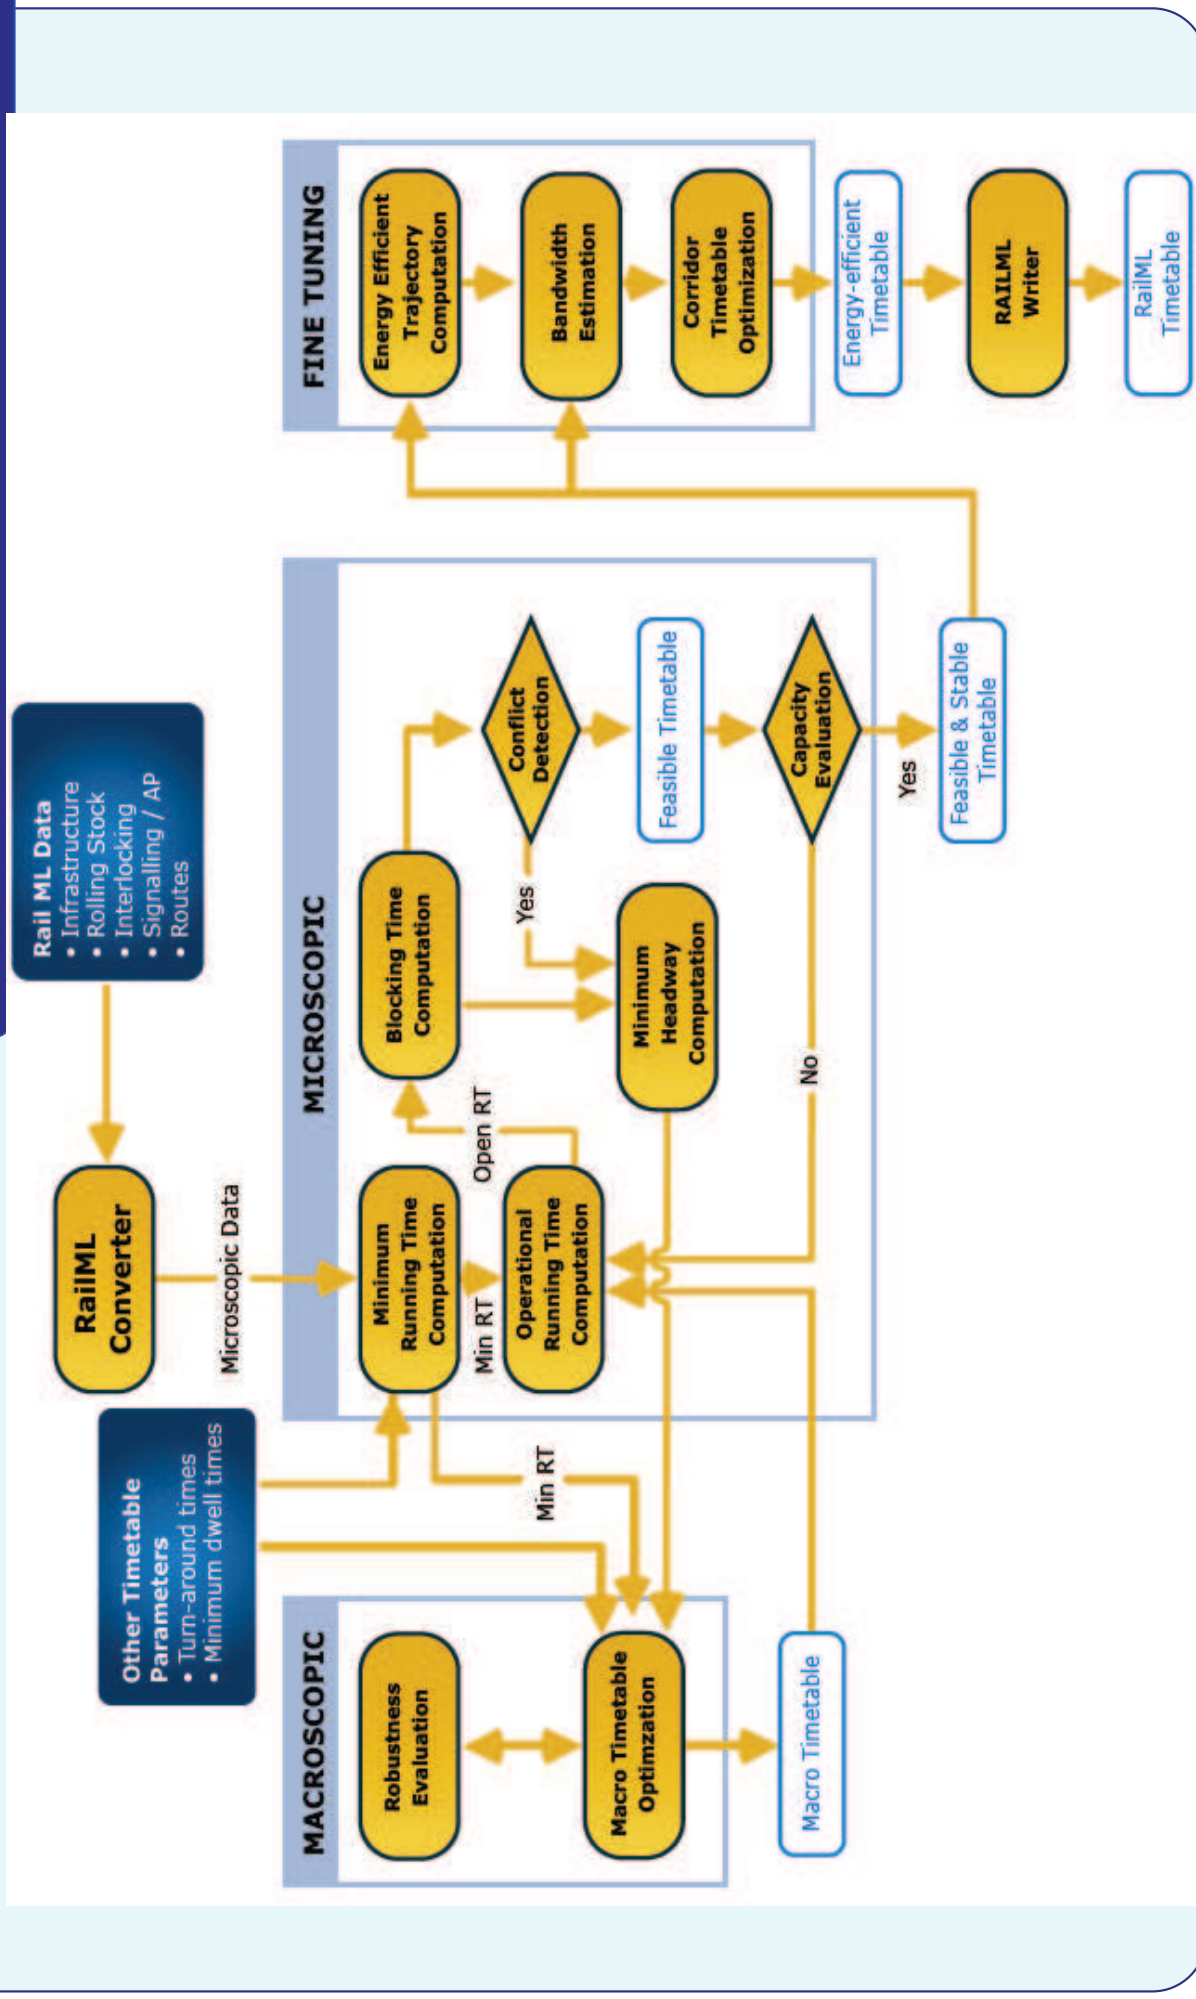 Rail ML Data
• Infrastructure
• Rolling Stock
• Interlocking
• Signalling / AP
• Routes
RailML
Converter
Other Timetable
Parameters
• Turn-around times
• Minimum dwell times
Microscopic Data
MACROSCOPIC
Robustness
Evaluation
Macro Timetable
Optimzation
Macro Timetable
Min RT
MICROSCOPIC
Minimum
Running Time
Computation
Min RT
Operational
Running Time
Computation
Open RT
Blocking Time
Computation
Yes
Minimum
Headway
Computation
Conflict
Detection
Feasible Timetable
Capacity
Evaluation
No
Yes
Feasible & Stable
Timetable
FINE TUNING
Energy Efficient
Trajectory
Computation
Bandwidth
Estimation
Corridor
Timetable
Optimization
Energy-efficient
Timetable
RAILML
Writer
RailML
Timetable